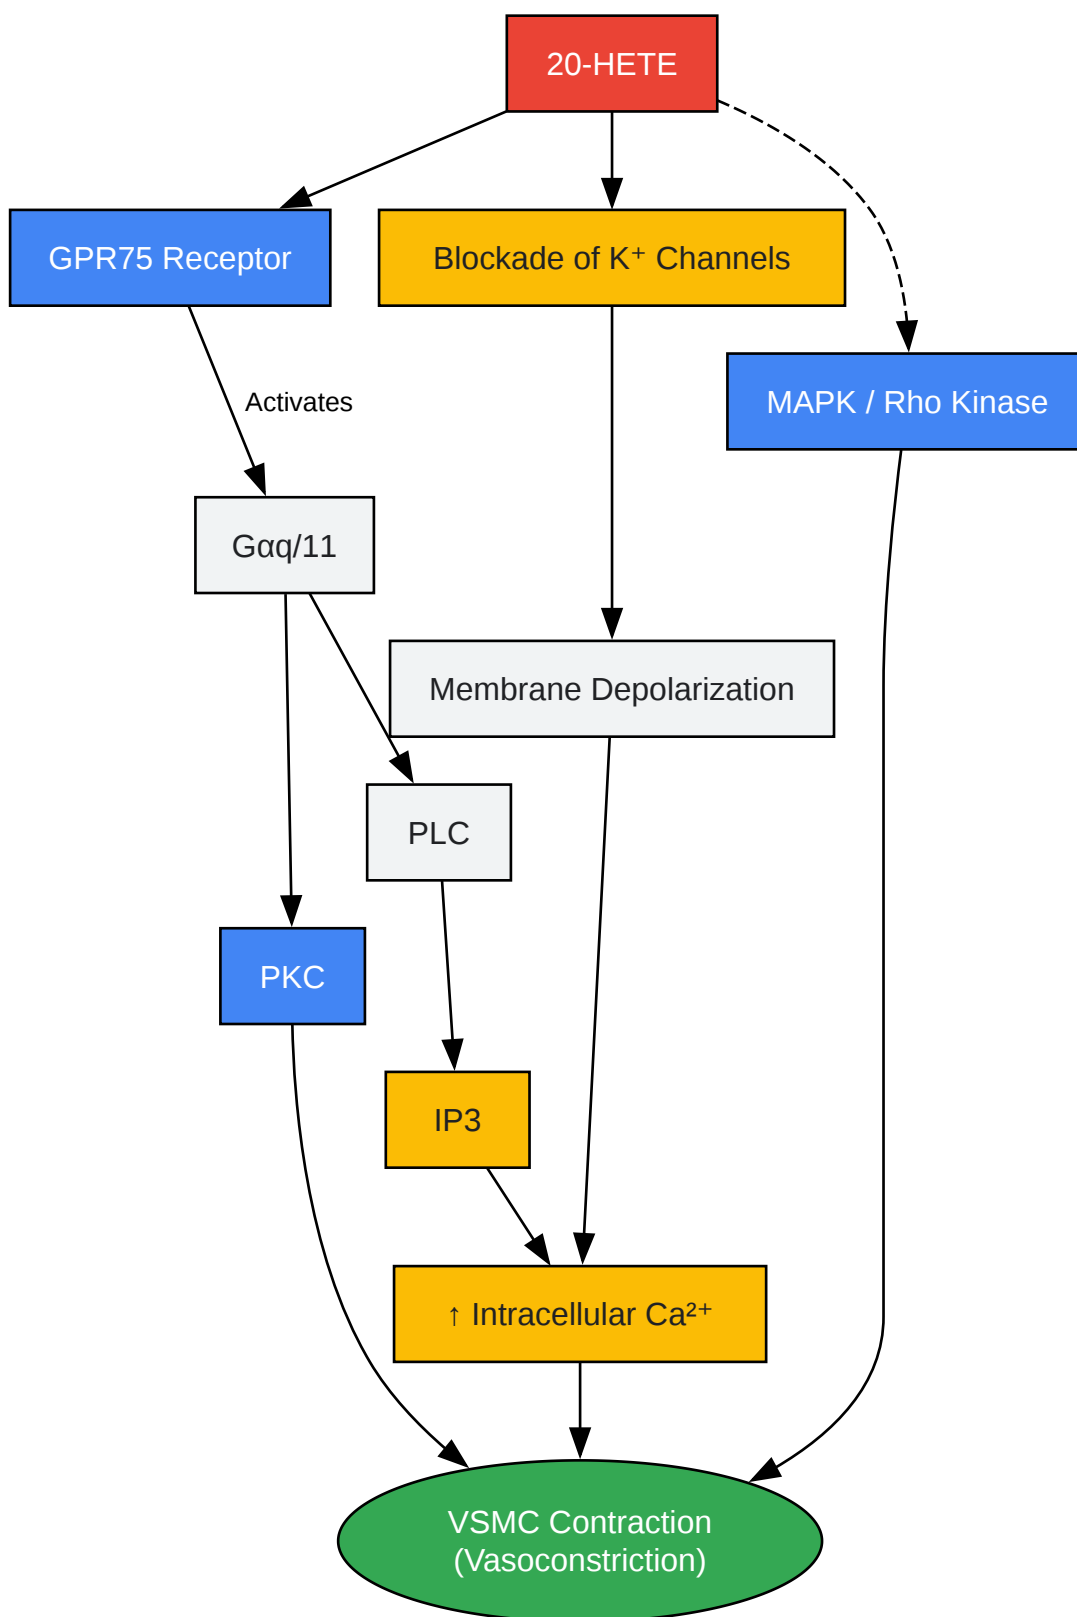 20-HETE
GPR75 Receptor
Blockade of K⁺ Channels
MAPK / Rho Kinase
Activates
Gαq/11
Membrane Depolarization
PLC
PKC
IP3
↑ Intracellular Ca²⁺
VSMC Contraction
(Vasoconstriction)